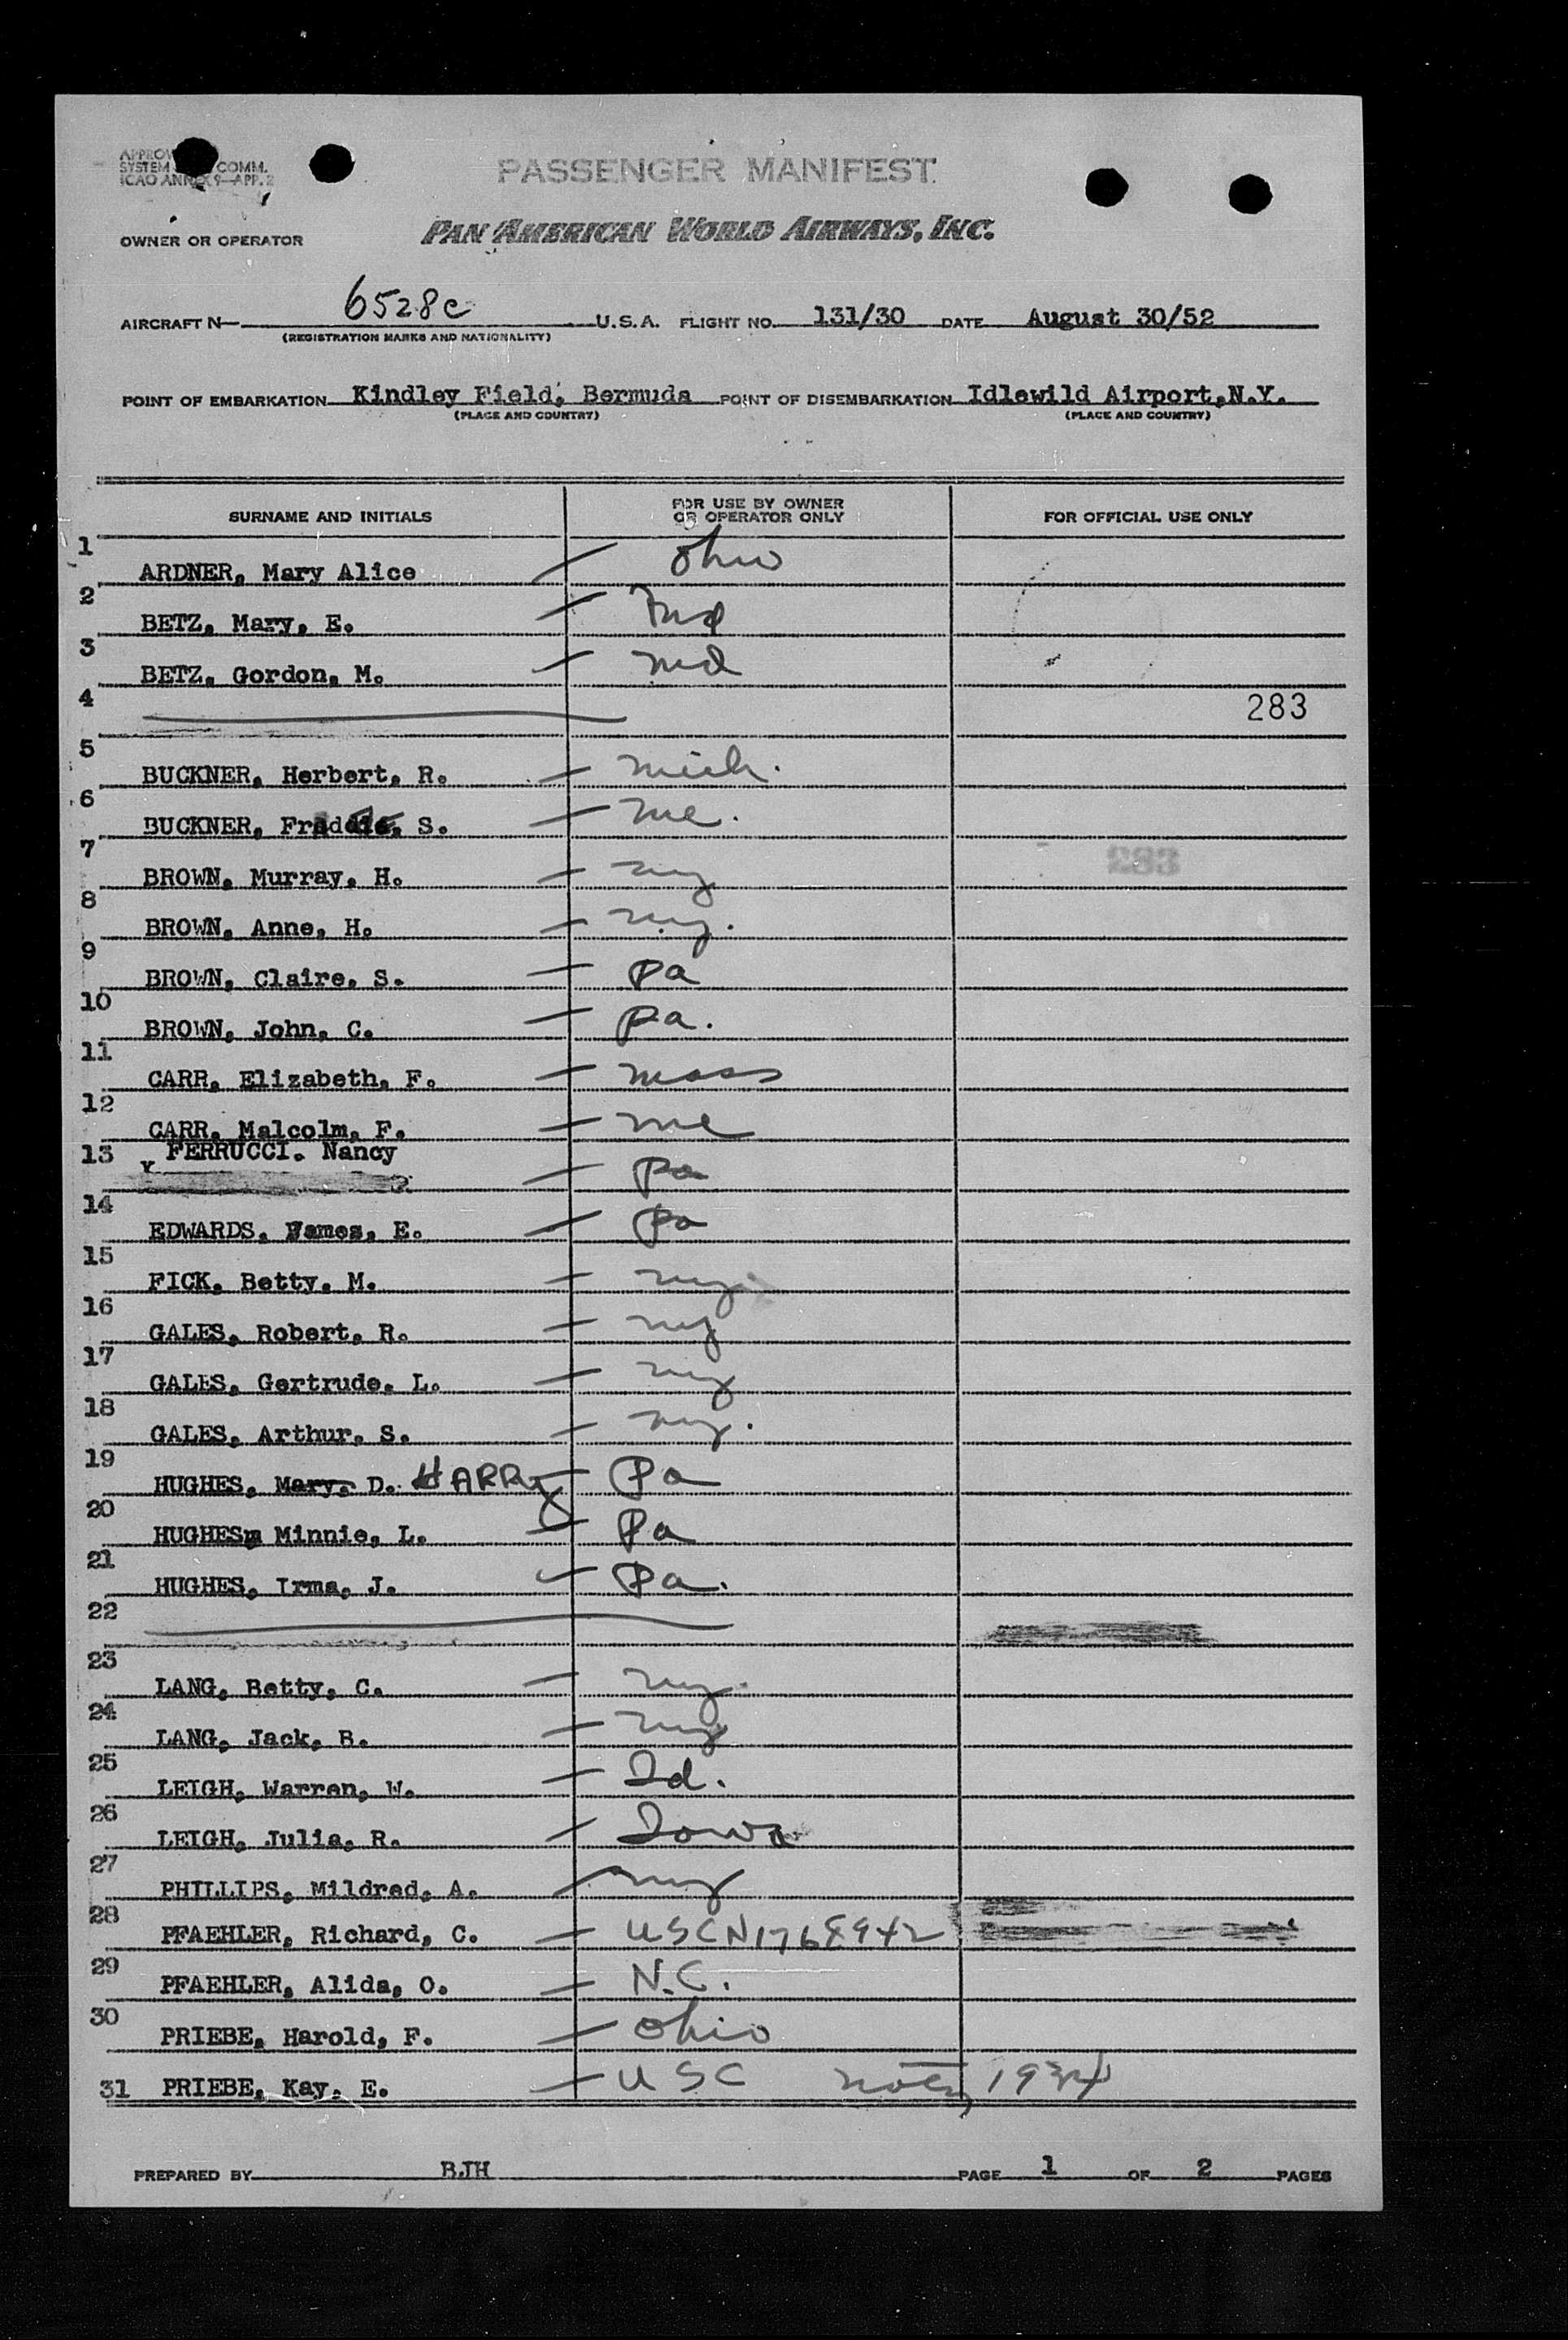 PASSENGER MANIFEST
SYSTEM COMM.
ICAO ANNEX 9—APP. 2
OWNER OR OPERATOR PAN AMERICAN WORLD AIRWAYS, INC.
AIRCRAFT N— 6528c U.S.A. FLIGHT NO. 131/30 DATE August 30/52
(REGISTRATION MARKS AND NATIONALITY)
POINT OF EMBARKATION Kindley Field, Bermuda POINT OF DISEMBARKATION Idlewild Airport, N.Y.
(PLACE AND COUNTRY) (PLACE AND COUNTRY)
SURNAME AND INITIALS FOR USE BY OWNER OR OPERATOR ONLY FOR OFFICIAL USE ONLY
1 ARDNER, Mary Alice — Ohio
2 BETZ, Mary, E. —
3 BETZ, Gordon, M. — md
4 283
5 BUCKNER, Herbert, R. — mich.
6 BUCKNER, S. — me.
7 BROWN, Murray, H. — ny 283
8 BROWN, Anne, H. — ny.
9 BROWN, Claire, S. — Pa
10 BROWN, John, C. — Pa.
11 CARR, Elizabeth, F. — mass
12 CARR, Malcolm, F. — me
13 x FERRUCCI. Nancy — Pa
14 EDWARDS, James, E. — Pa
15 FICK, Betty, M. — ny
16 GALES, Robert, R. — ny
17 GALES, Gertrude, L. — ny
18 GALES, Arthur, S. — ny.
19 HUGHES, Mary, D. HARRY — Pa
20 HUGHES, Minnie, L. — Pa
21 HUGHES, Irma, J. — Pa.
22
23 LANG, Betty, C. — ny.
24 LANG, Jack, B. — ny
25 LEIGH, Warren, W. — Id.
26 LEIGH, Julia, R. — Iowa
27 PHILLIPS, Mildred, A. — ny
28 PFAEHLER, Richard, C. — USCN1768942
29 PFAEHLER, Alida, O. — N.C.
30 PRIEBE, Harold, F. — Ohio
31 PRIEBE, Kay, E. — USC
PREPARED BY BJH PAGE 1 OF 2 PAGES